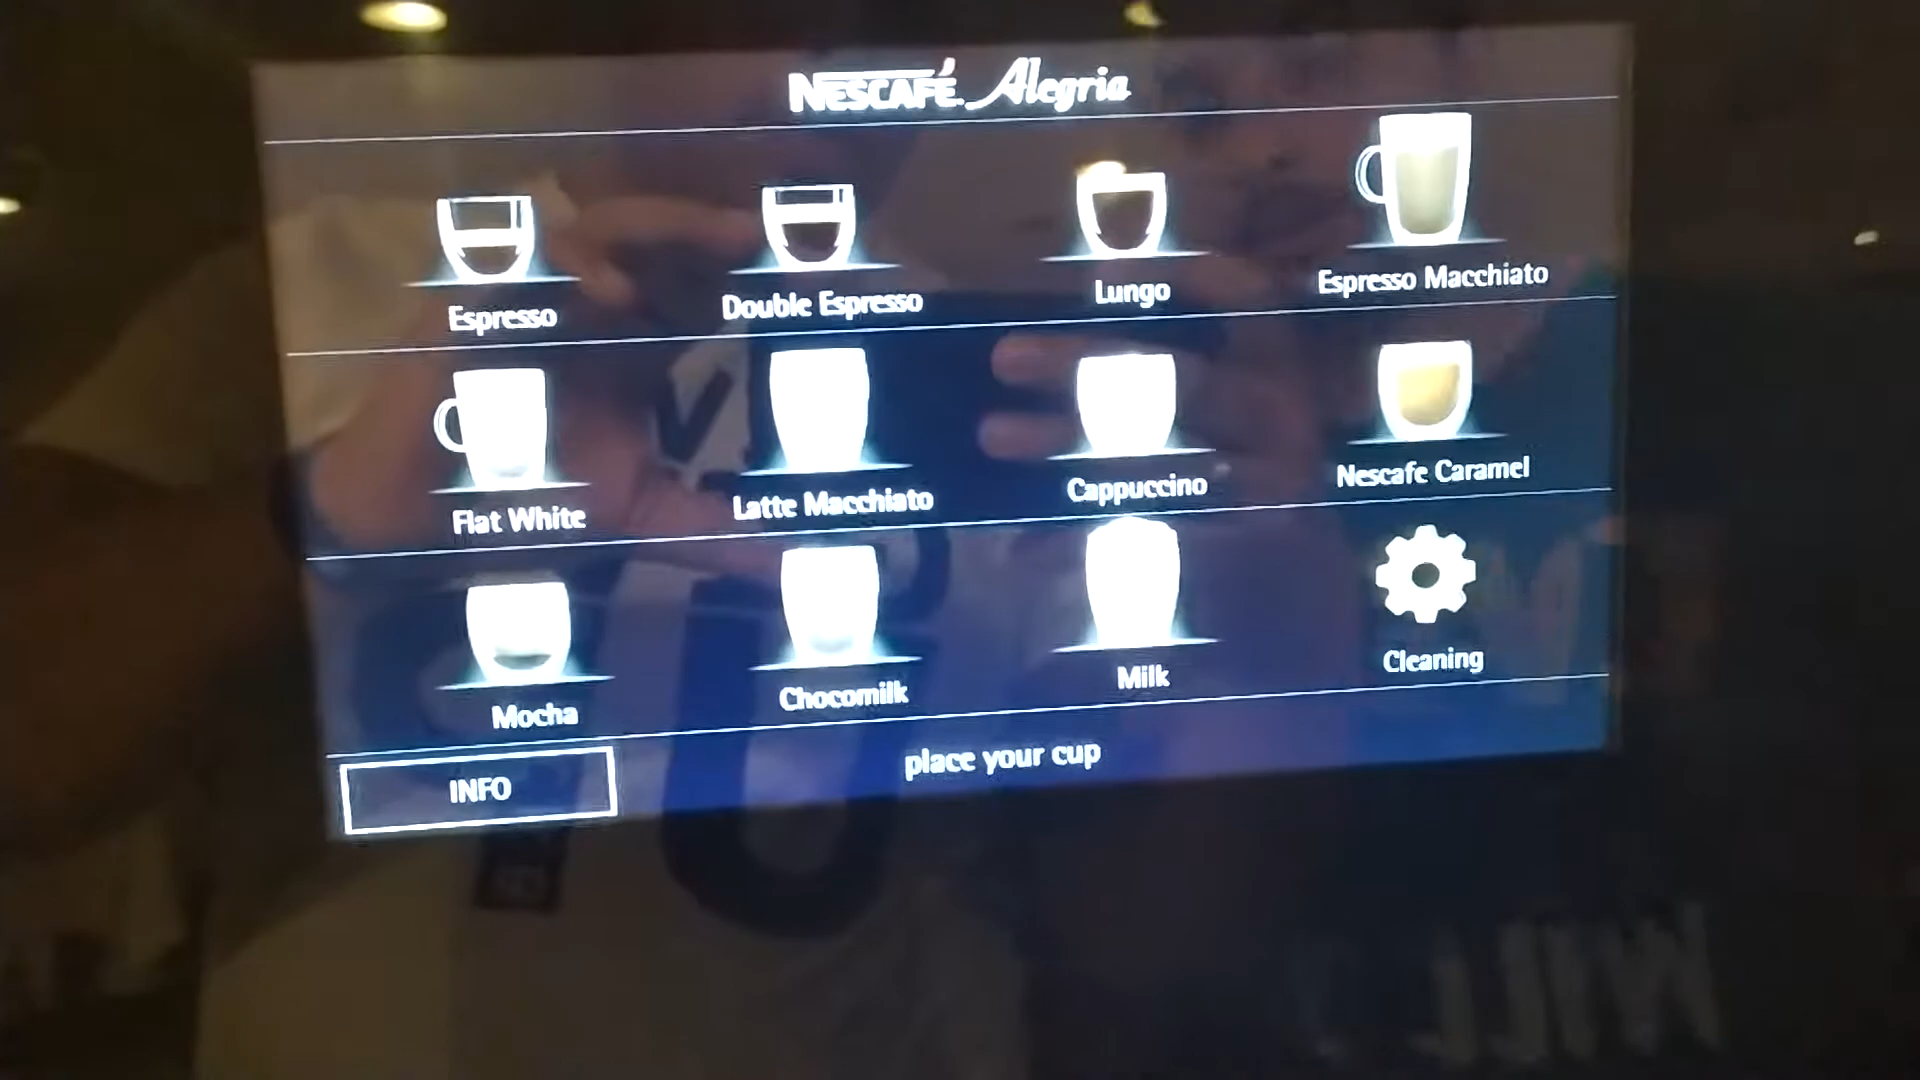 NESCAFÉ Alegria
Espresso
Double Espresso
Lungo
Espresso Macchiato
Flat White
Latte Macchiato
Cappuccino
Nescafe Caramel
Mocha
Chocomilk
Milk
Cleaning
INFO
place your cup